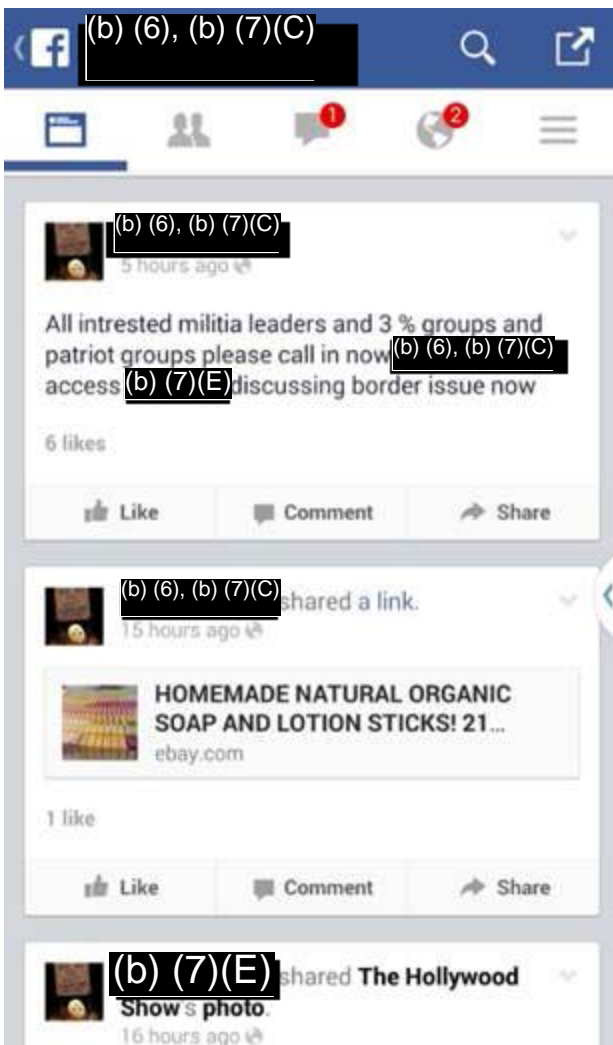 (b) (6), (b) (7)(C)
1
2
(b) (6), (b) (7)(C)
5 hours ago
All intrested militia leaders and 3 % groups and
patriot groups please call in now (b) (6), (b) (7)(C)
access (b) (7)(E) discussing border issue now
6 likes
Like Comment Share
(b) (6), (b) (7)(C) shared a link.
15 hours ago
HOMEMADE NATURAL ORGANIC
SOAP AND LOTION STICKS! 21...
ebay.com
1 like
Like Comment Share
(b) (7)(E) shared The Hollywood
Show's photo.
16 hours ago